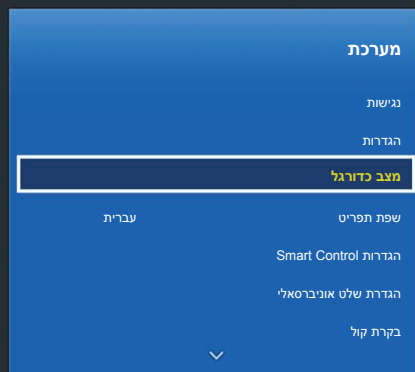 מערכת
נגישות
הגדרות
מצב כדורגל
שפת תפריט עברית
הגדרות Smart Control
הגדרת שלט אוניברסאלי
בקרת קול